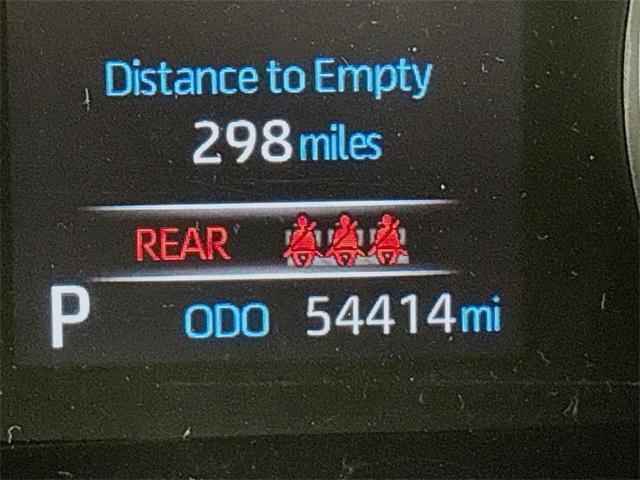 Distance to Empty
298 miles
REAR
P ODO 54414 mi